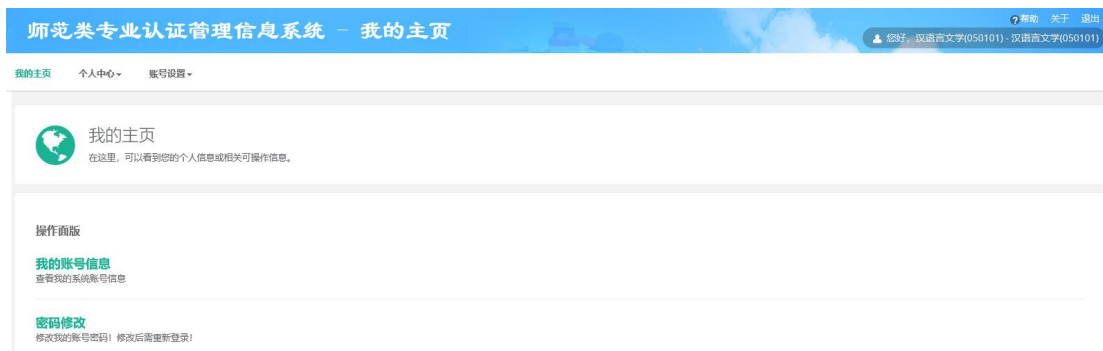 师范类专业认证管理信息系统 - 我的主页
帮助 关于 退出
您好，汉语言文学(050101) - 汉语言文学(050101)
我的主页 个人中心 账号设置
我的主页
在这里，可以看到您的个人信息或相关可操作信息。
操作面版
我的账号信息
查看我的系统账号信息
密码修改
修改我的账号密码！修改后需重新登录！